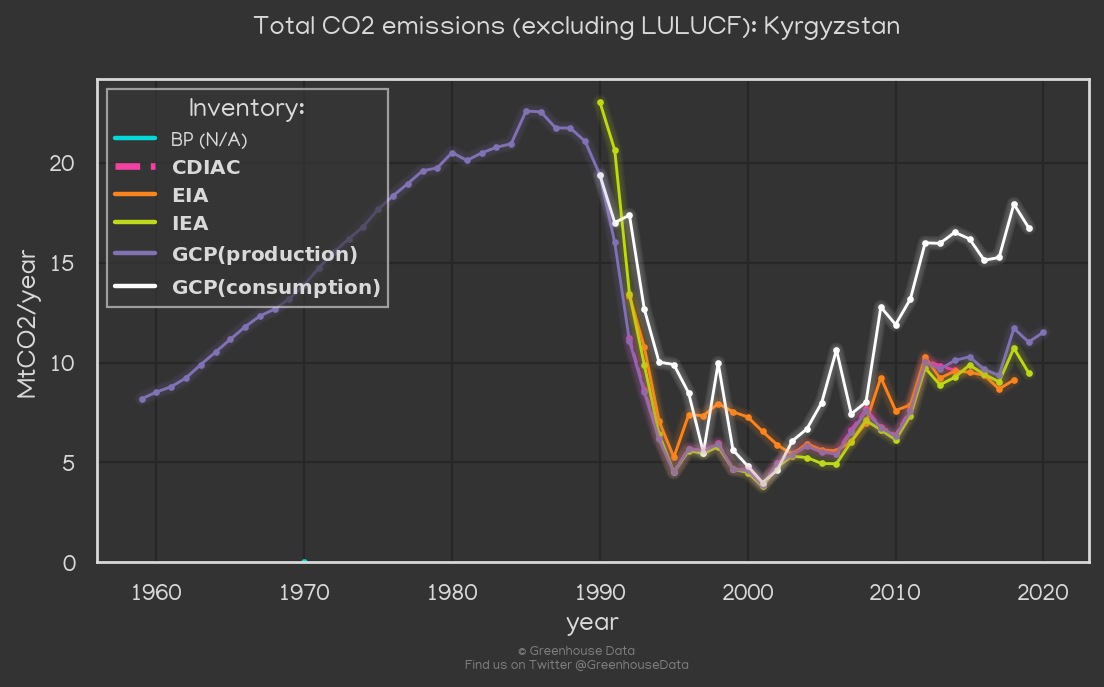 Total CO2 emissions (excluding LULUCF): Kyrgyzstan
Inventory:
BP (N/A)
CDIAC
EIA
IEA
GCP(production)
GCP(consumption)
MtCO2/year
20
15
10
5
0
1960 1970 1980 1990 2000 2010 2020
year
© Greenhouse Data
Find us on Twitter @GreenhouseData